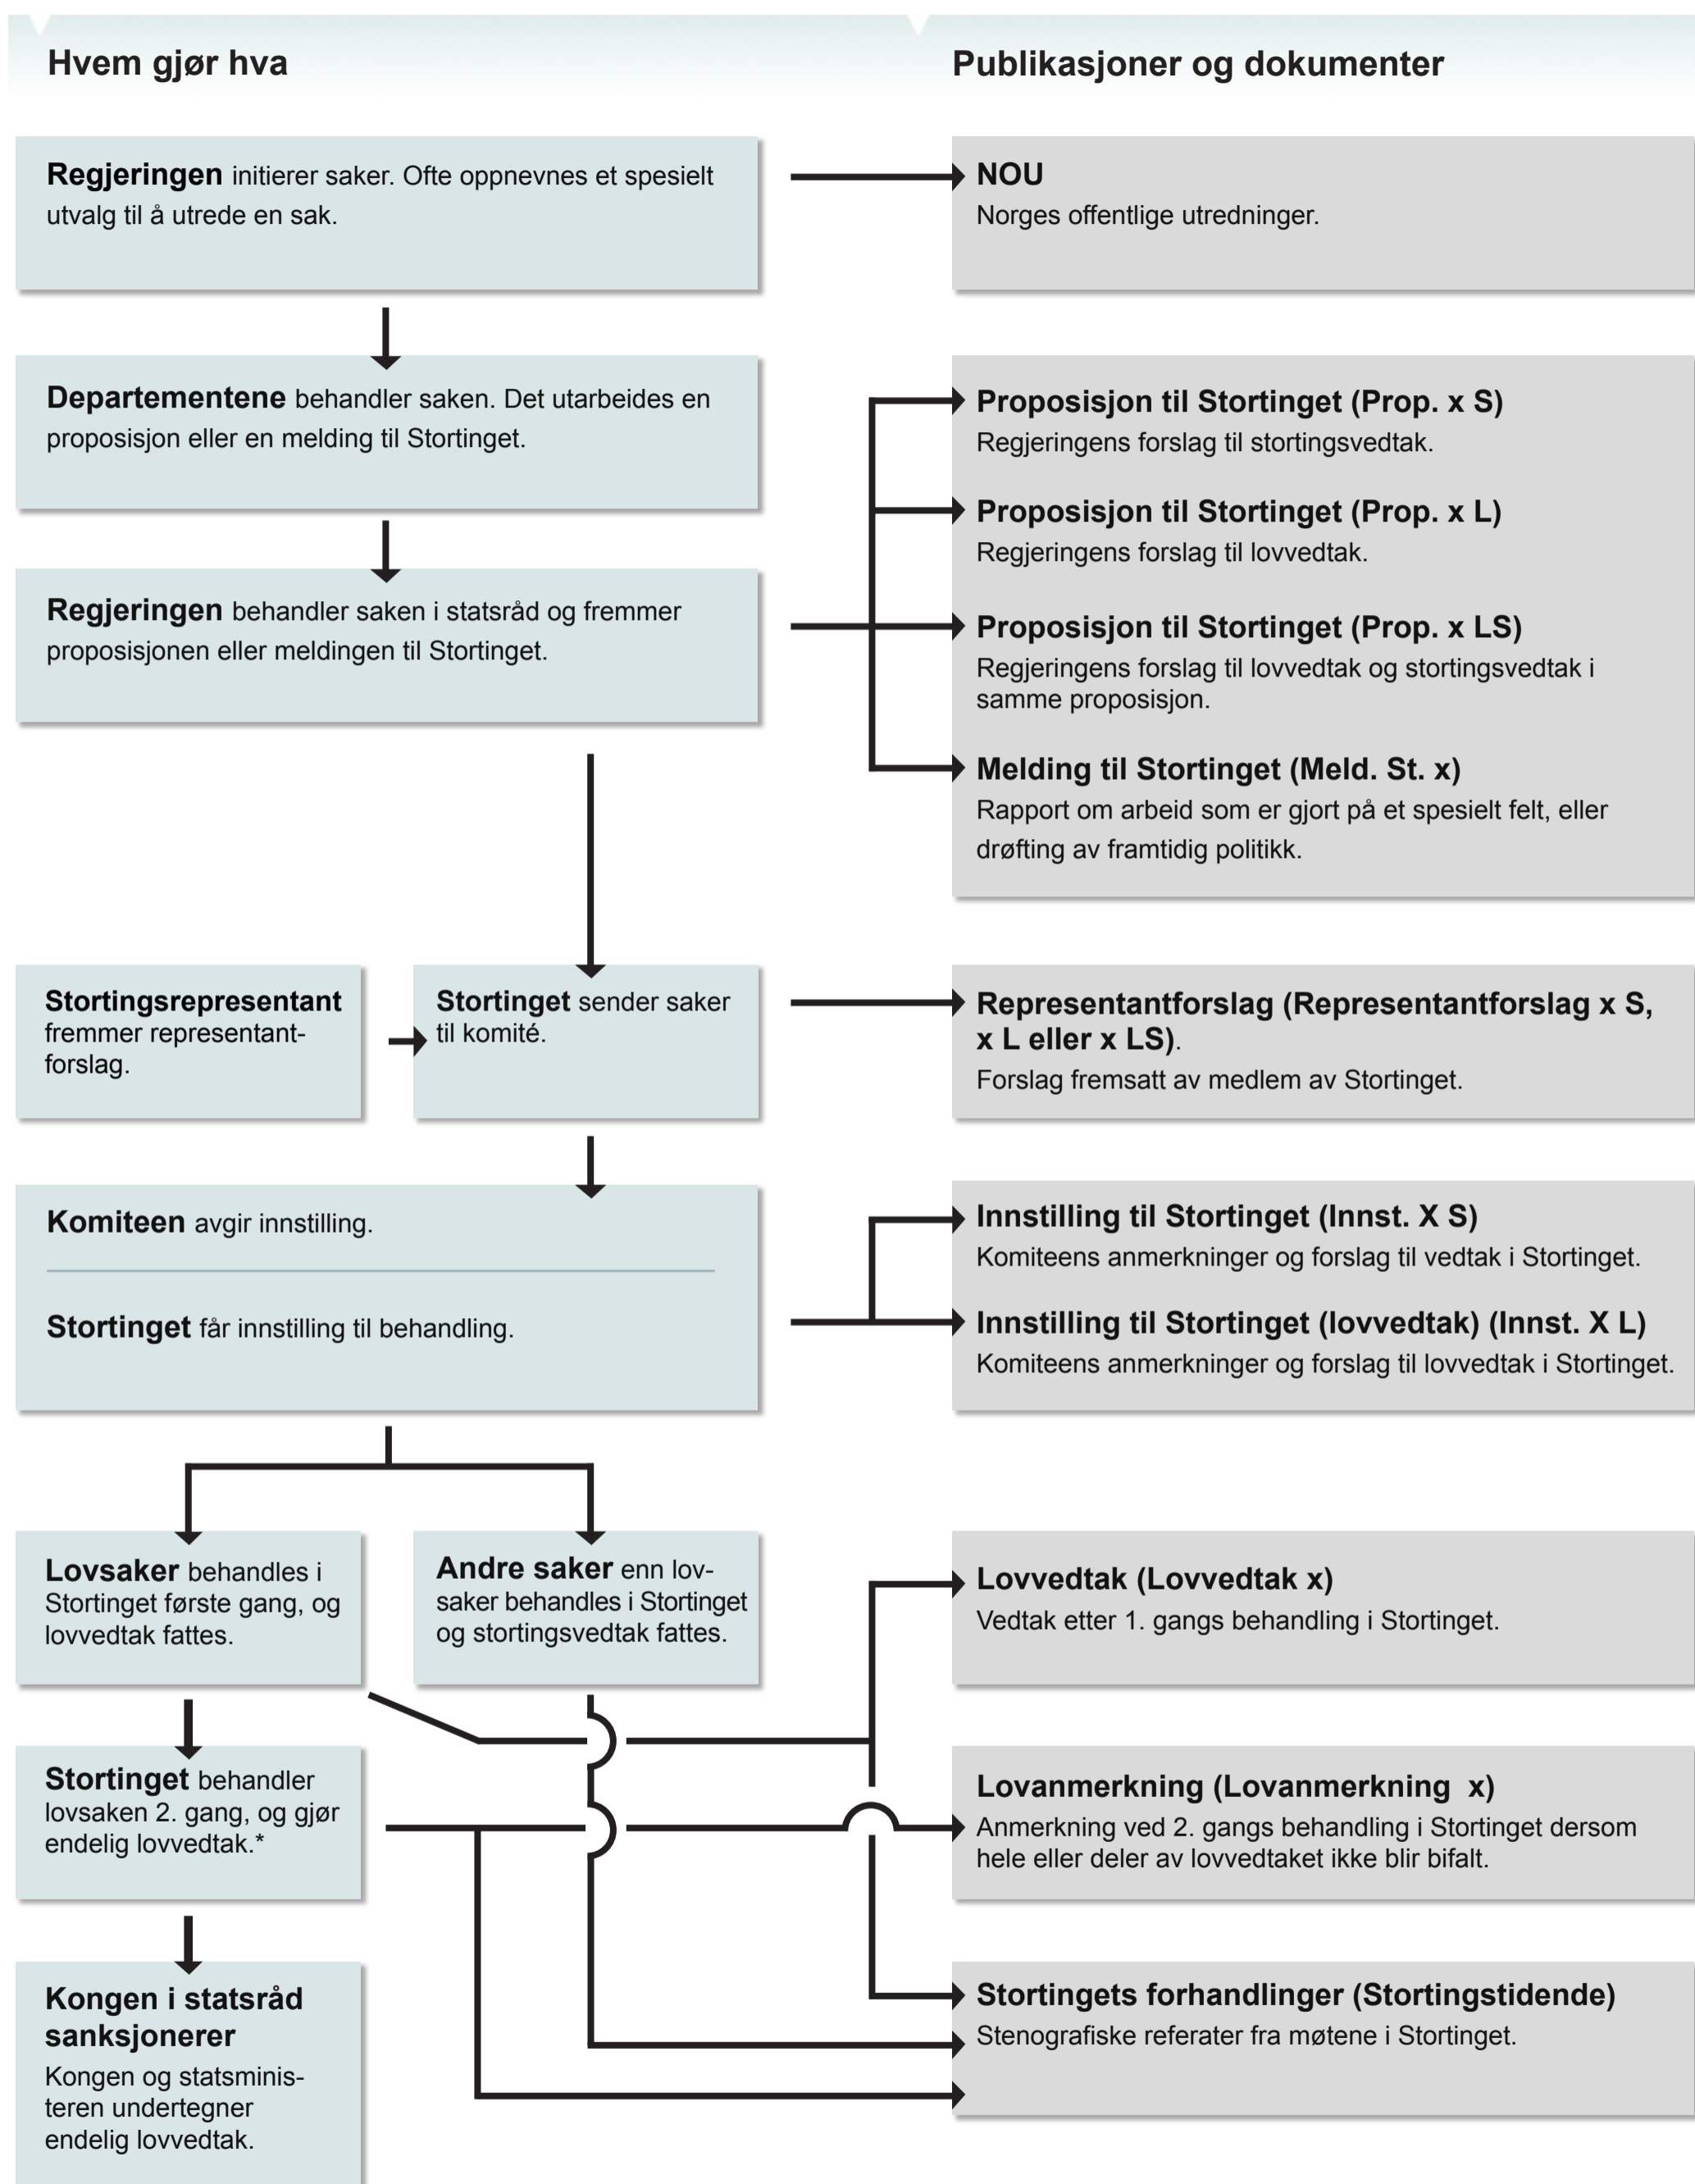 Hvem gjør hva
Publikasjoner og dokumenter
Regjeringen initierer saker. Ofte oppnevnes et spesielt
utvalg til å utrede en sak.
NOU
Norges offentlige utredninger.
Departementene behandler saken. Det utarbeides en
proposisjon eller en melding til Stortinget.
Regjeringen behandler saken i statsråd og fremmer
proposisjonen eller meldingen til Stortinget.
Proposisjon til Stortinget (Prop. x S)
Regjeringens forslag til stortingsvedtak.
Proposisjon til Stortinget (Prop. x L)
Regjeringens forslag til lovvedtak.
Proposisjon til Stortinget (Prop. x LS)
Regjeringens forslag til lovvedtak og stortingsvedtak i
samme proposisjon.
Melding til Stortinget (Meld. St. x)
Rapport om arbeid som er gjort på et spesielt felt, eller
drøfting av framtidig politikk.
Stortingsrepresentant
fremmer representant-
forslag.
Stortinget sender saker
til komité.
Representantforslag (Representantforslag x S,
x L eller x LS).
Forslag fremsatt av medlem av Stortinget.
Komiteen avgir innstilling.
Stortinget får innstilling til behandling.
Innstilling til Stortinget (Innst. X S)
Komiteens anmerkninger og forslag til vedtak i Stortinget.
Innstilling til Stortinget (lovvedtak) (Innst. X L)
Komiteens anmerkninger og forslag til lovvedtak i Stortinget.
Lovsaker behandles i
Stortinget første gang, og
lovvedtak fattes.
Andre saker enn lov-
saker behandles i Stortinget
og stortingsvedtak fattes.
Lovvedtak (Lovvedtak x)
Vedtak etter 1. gangs behandling i Stortinget.
Stortinget behandler
lovsaken 2. gang, og gjør
endelig lovvedtak.*
Lovanmerkning (Lovanmerkning  x)
Anmerkning ved 2. gangs behandling i Stortinget dersom
hele eller deler av lovvedtaket ikke blir bifalt.
Kongen i statsråd
sanksjonerer
Kongen og statsminis-
teren undertegner
endelig lovvedtak.
Stortingets forhandlinger (Stortingstidende)
Stenografiske referater fra møtene i Stortinget.